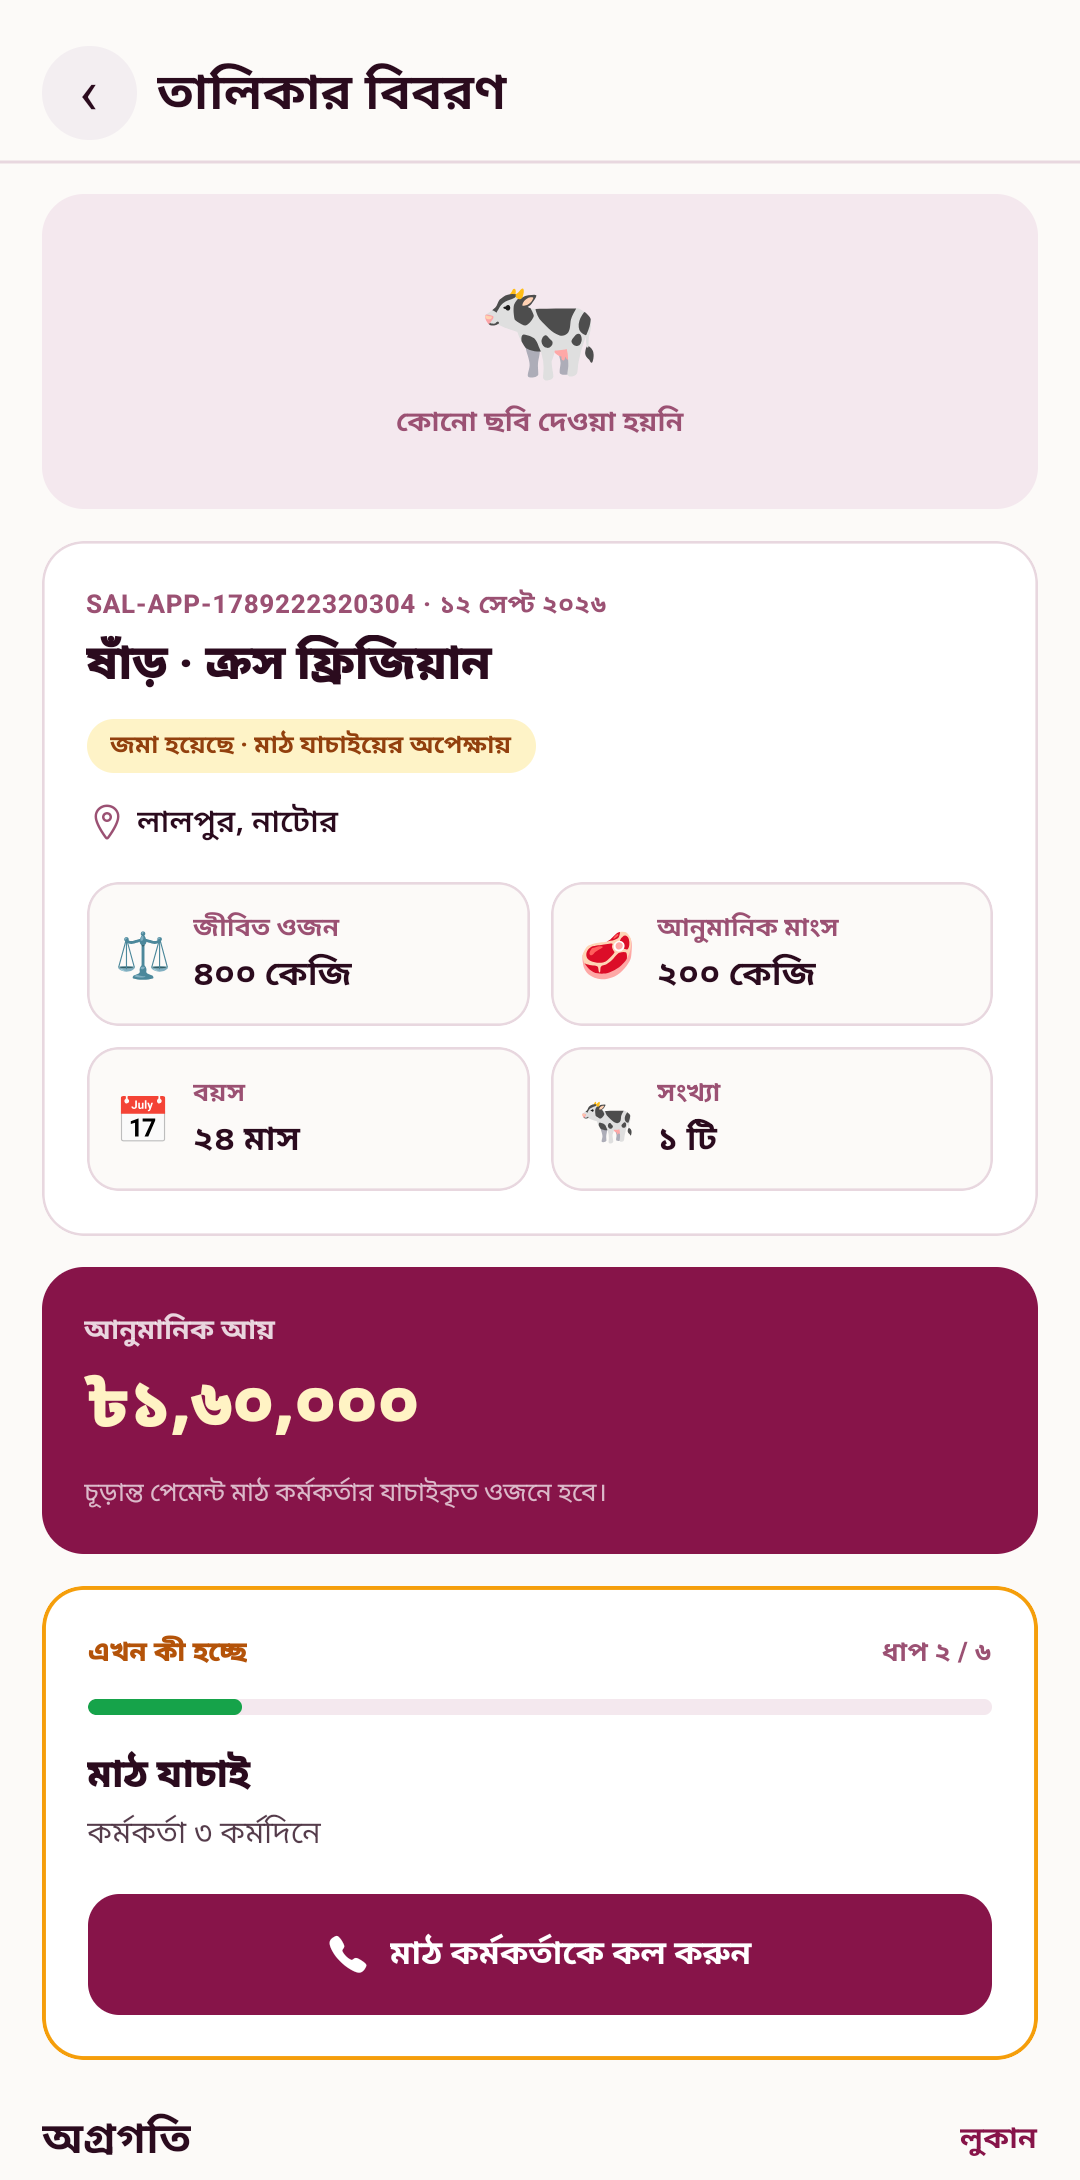 তালিকার বিবরণ
কোনো ছবি দেওয়া হয়নি
SAL-APP-1789222320304 · ১২ সেপ্ট ২০২৬
ষাঁড় · ক্রস ফ্রিজিয়ান
জমা হয়েছে · মাঠ যাচাইয়ের অপেক্ষায়
লালপুর, নাটোর
জীবিত ওজন
৪০০ কেজি
আনুমানিক মাংস
২০০ কেজি
July
17
বয়স
২৪ মাস
সংখ্যা
১ টি
আনুমানিক আয়
৳১,৬০,০০০
চূড়ান্ত পেমেন্ট মাঠ কর্মকর্তার যাচাইকৃত ওজনে হবে।
এখন কী হচ্ছে
ধাপ ২ / ৬
মাঠ যাচাই
কর্মকর্তা ৩ কর্মদিনে
মাঠ কর্মকর্তাকে কল করুন
অগ্রগতি
লুকান